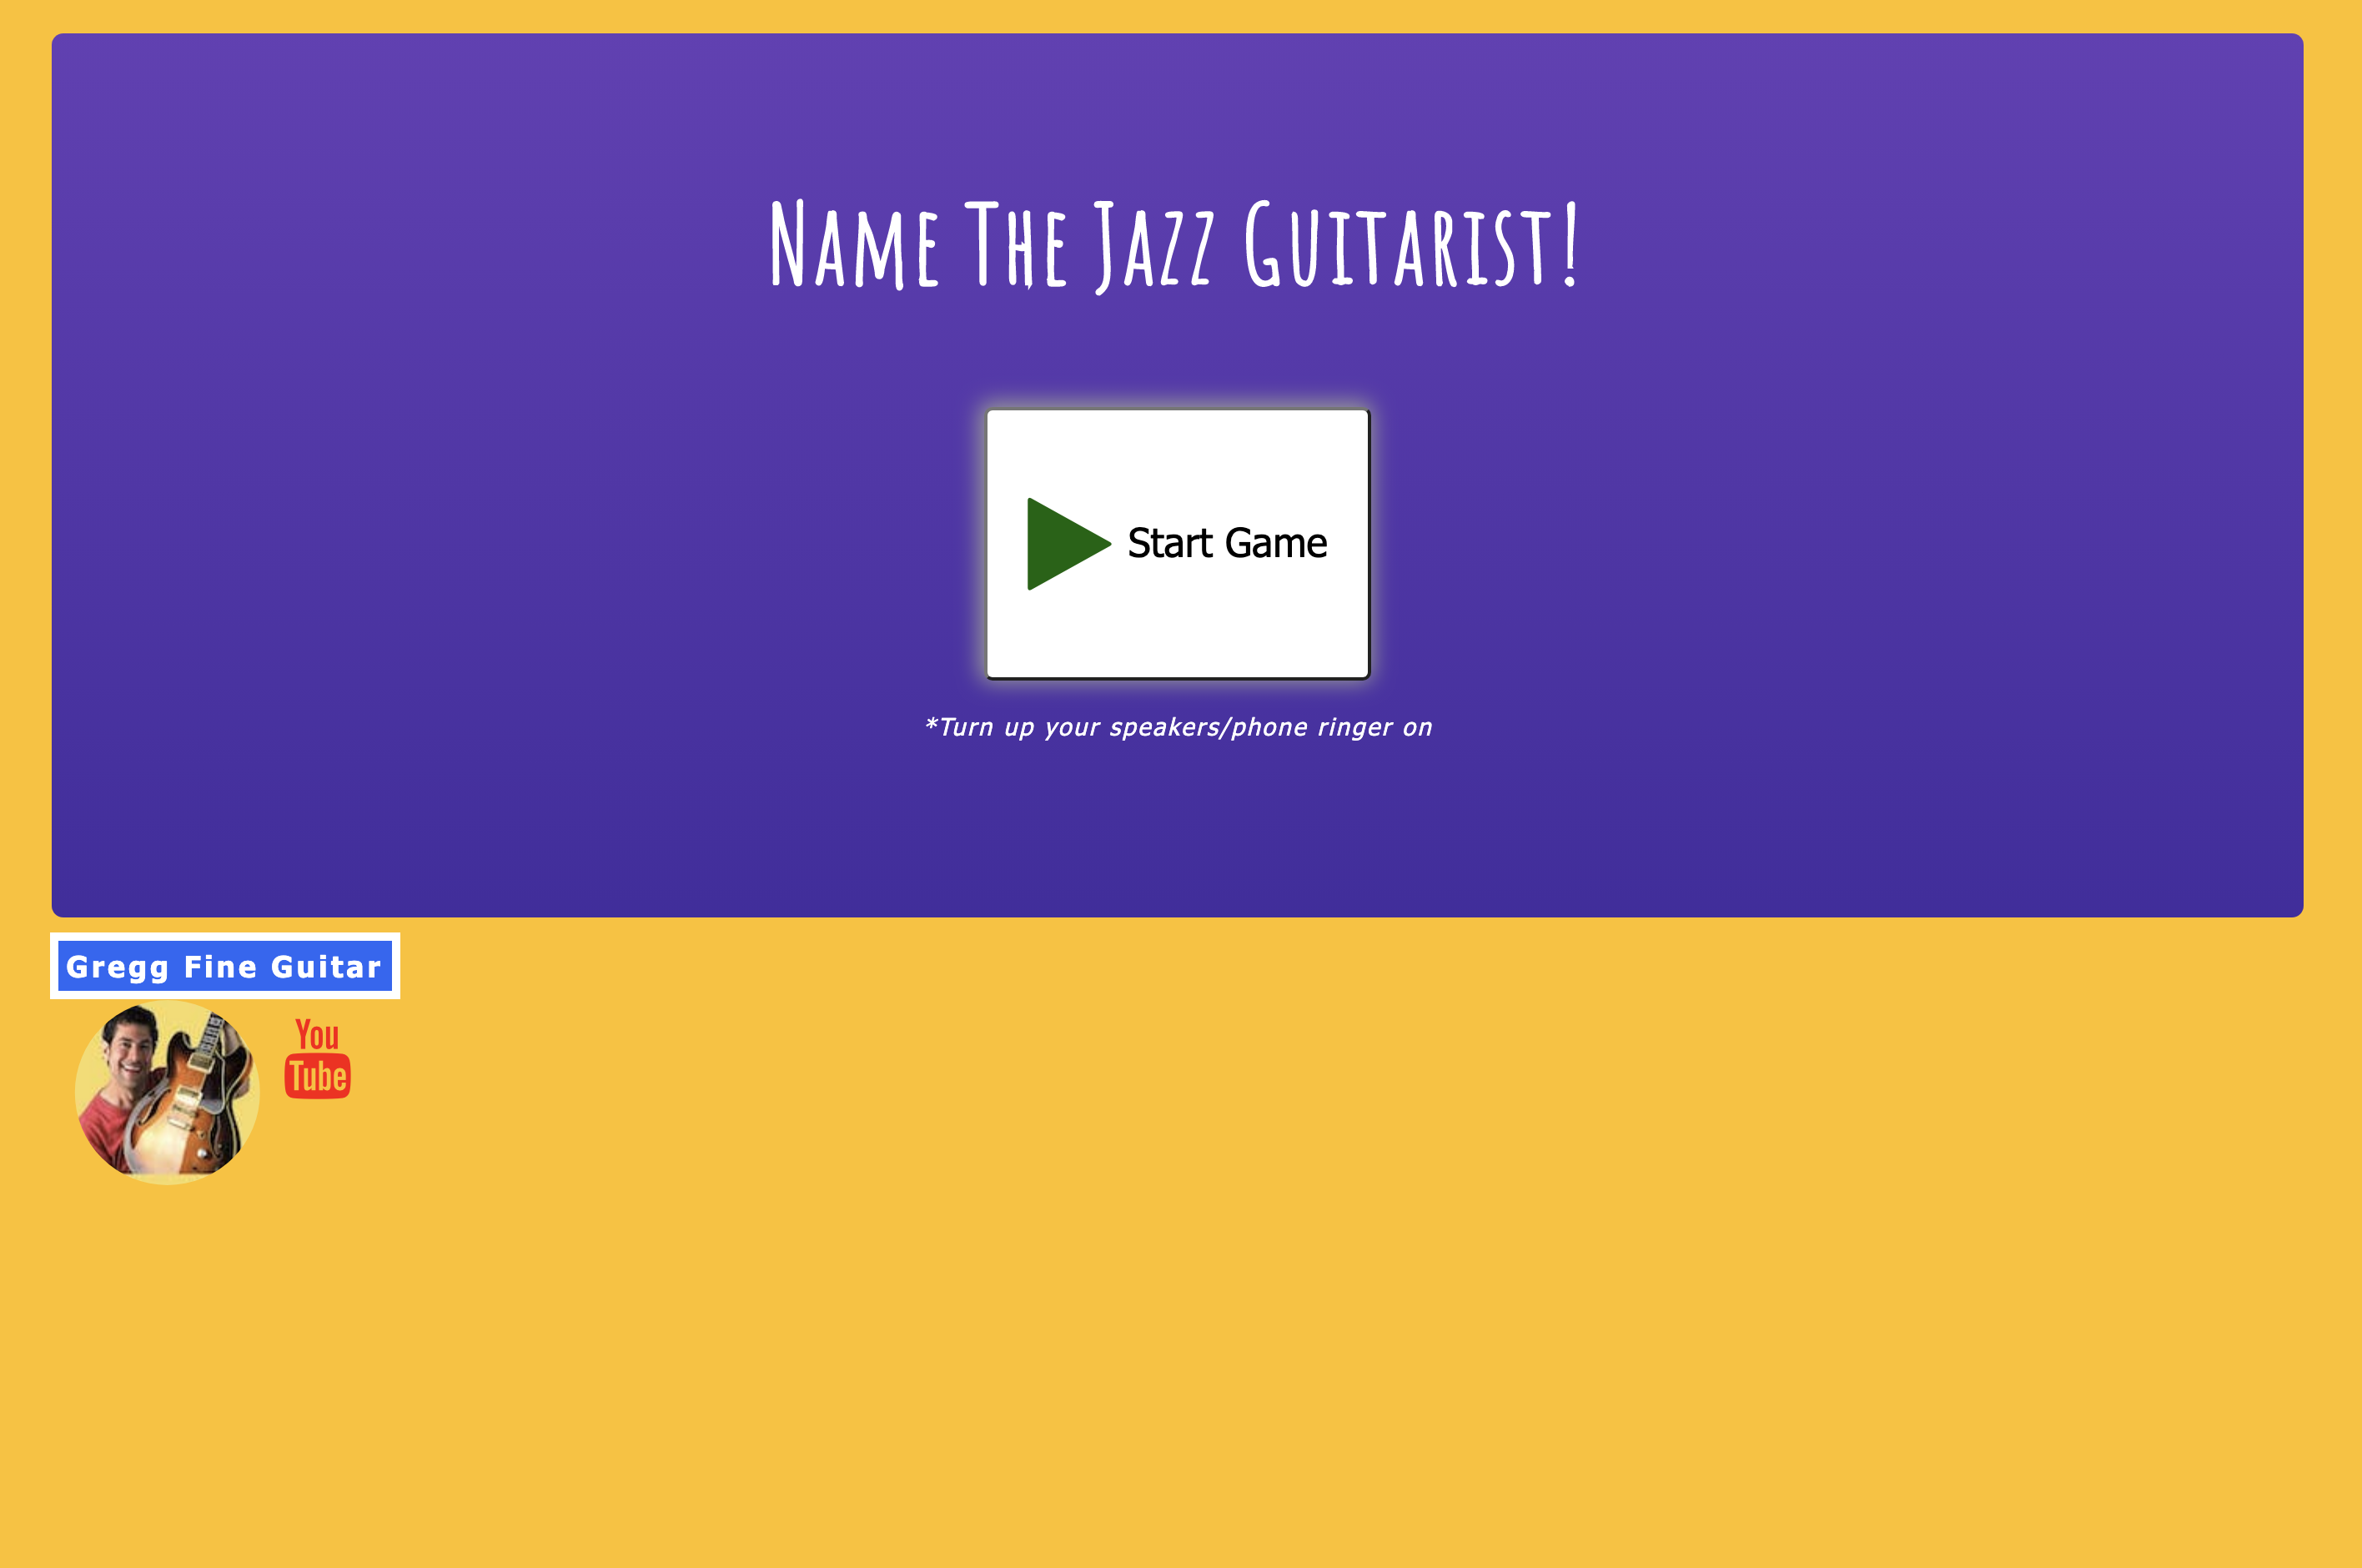 Name The Jazz Guitarist!
Start Game
*Turn up your speakers/phone ringer on
Gregg Fine Guitar
You
Tube